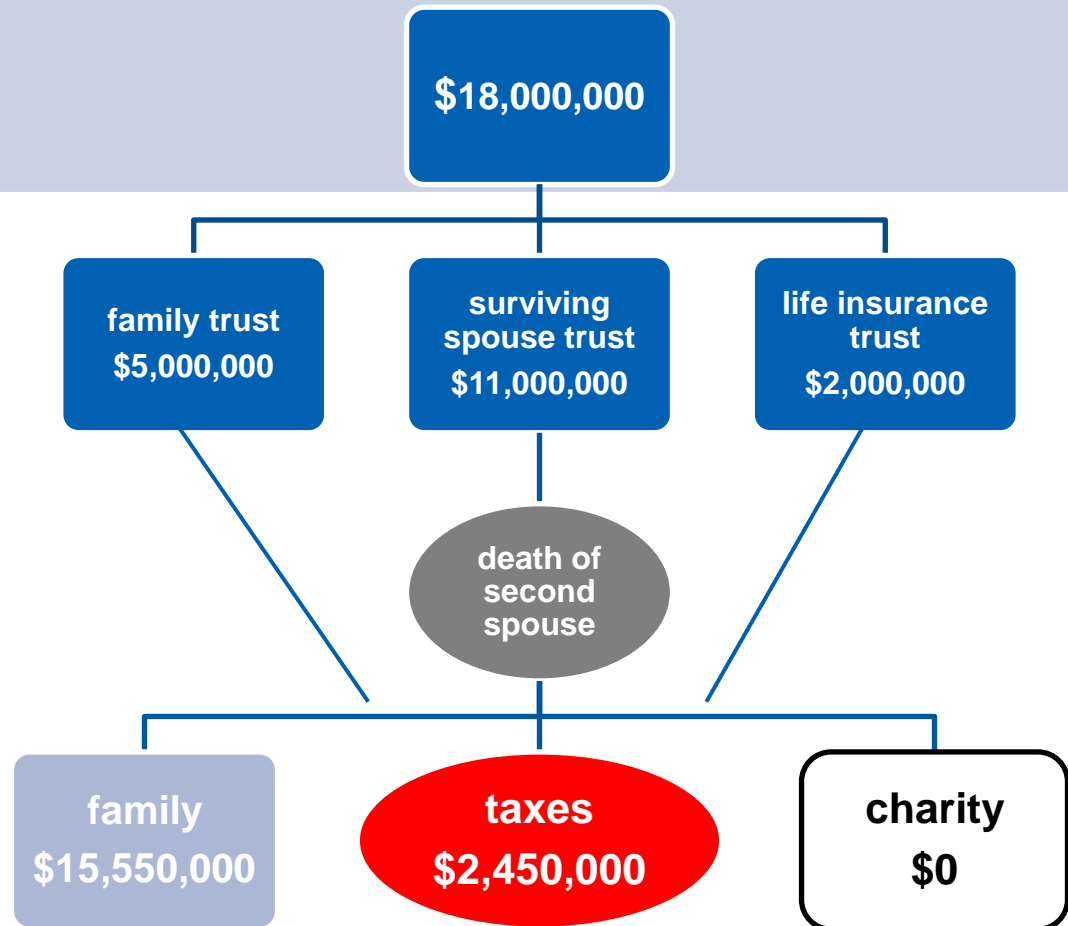 $18,000,000
family trust
$5,000,000
surviving
spouse trust
$11,000,000
life insurance
trust
$2,000,000
death of
second
spouse
family
$15,550,000
taxes
$2,450,000
charity
$0